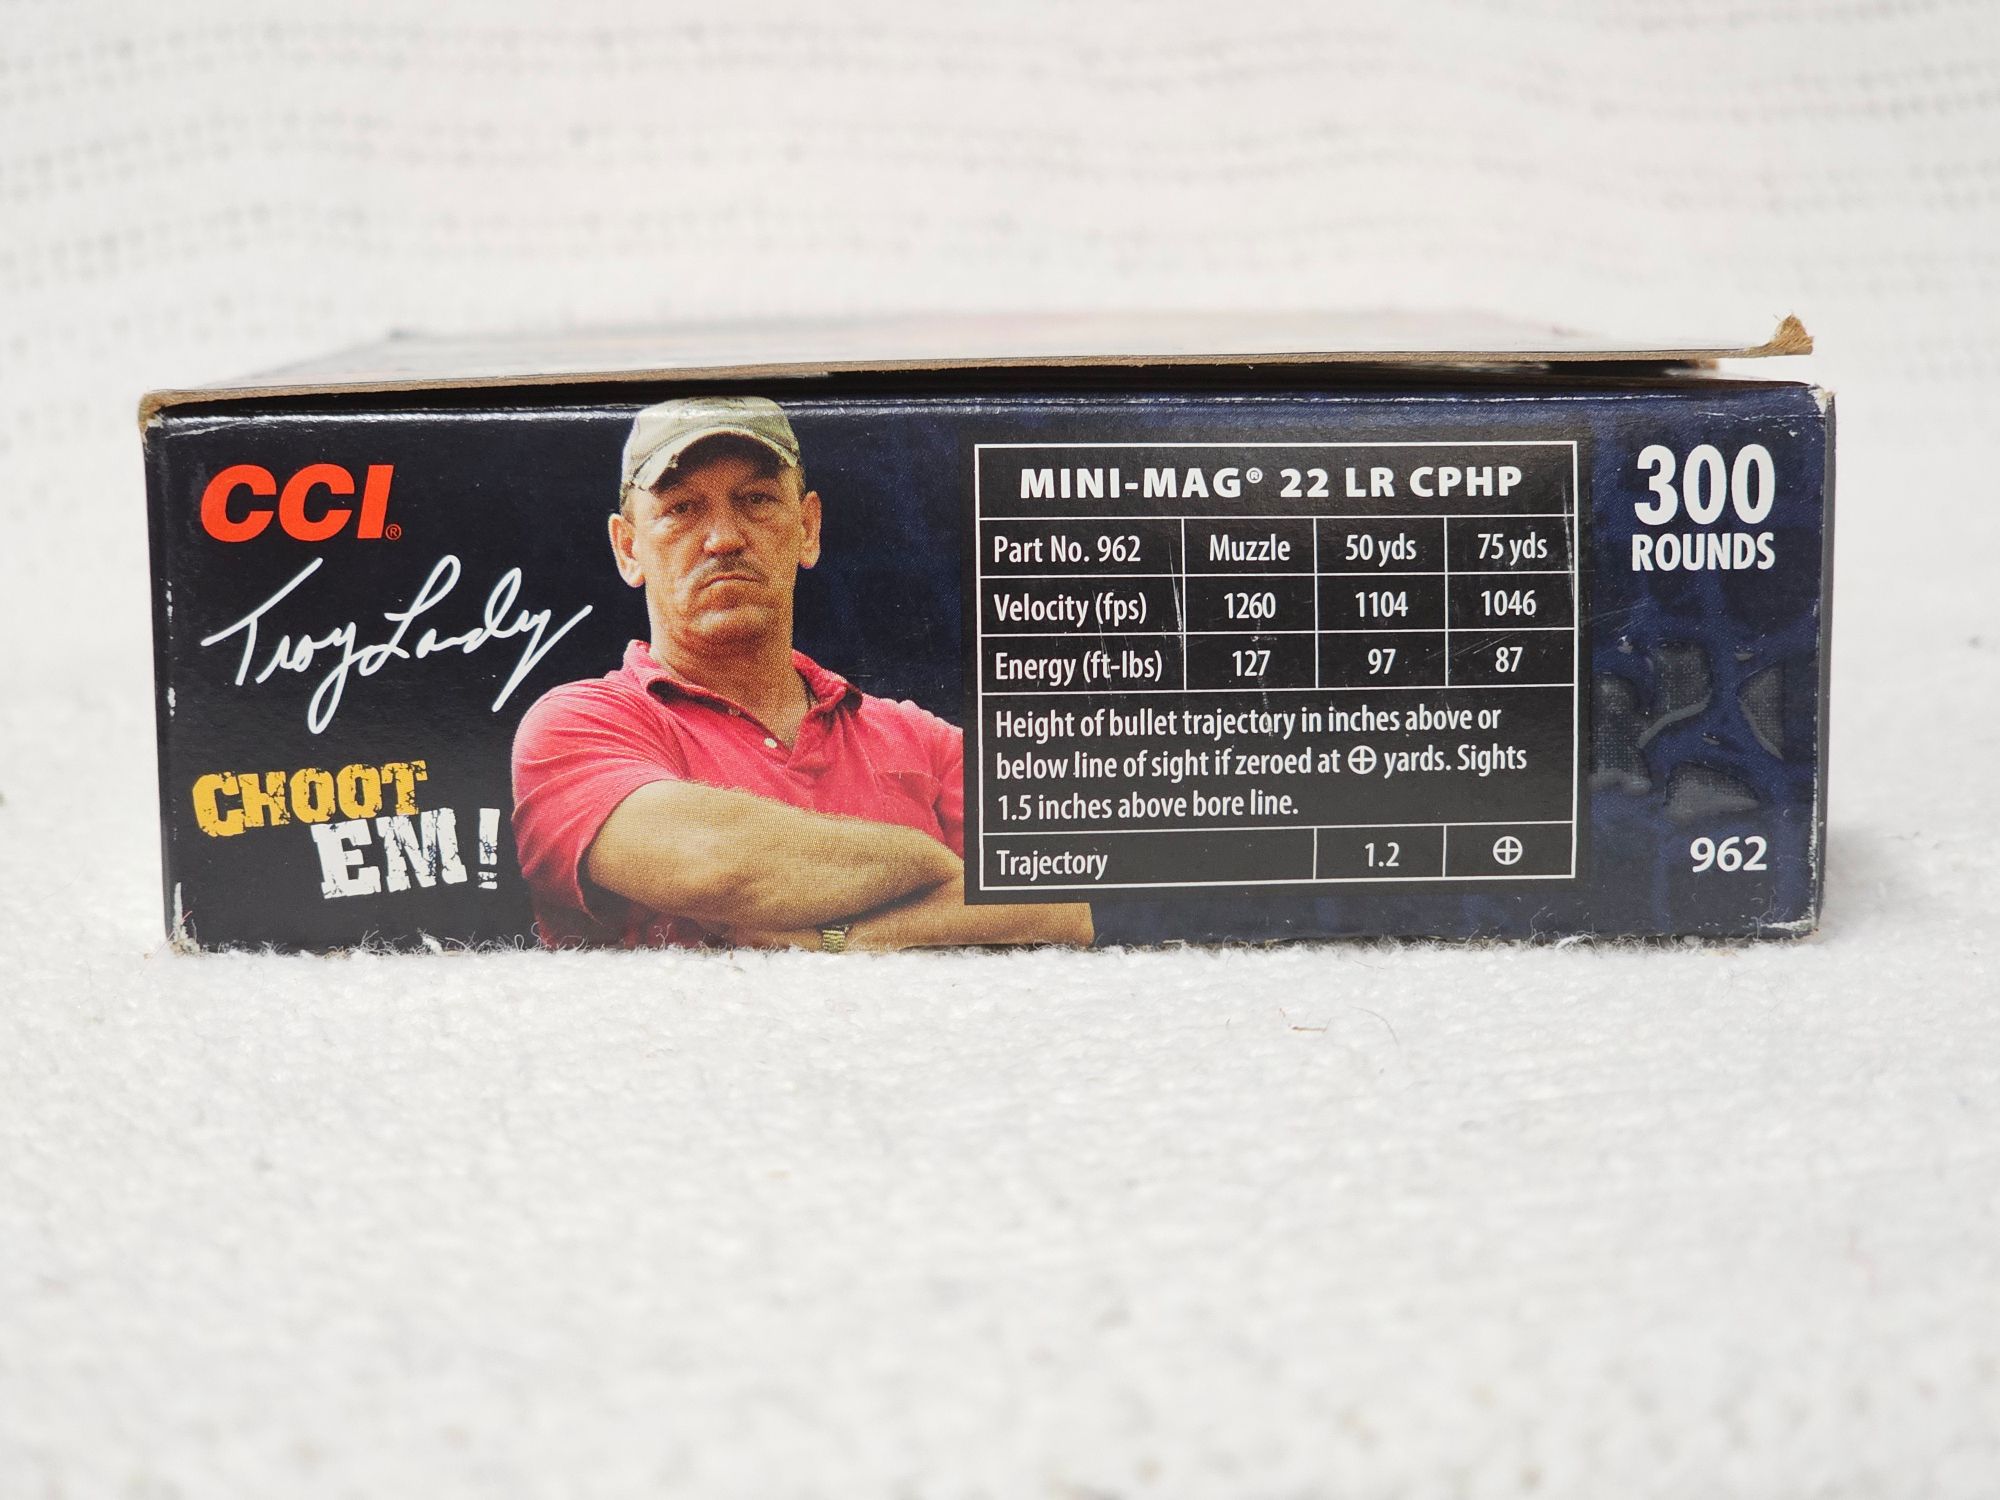 CCI®
Troy Landry
CHOOT
EM!
MINI-MAG® 22 LR CPHP
Part No. 962 Muzzle 50 yds 75 yds
Velocity (fps) 1260 1104 1046
Energy (ft-lbs) 127 97 87
Height of bullet trajectory in inches above or
below line of sight if zeroed at ⊕ yards. Sights
1.5 inches above bore line.
Trajectory 1.2 ⊕
300
ROUNDS
962